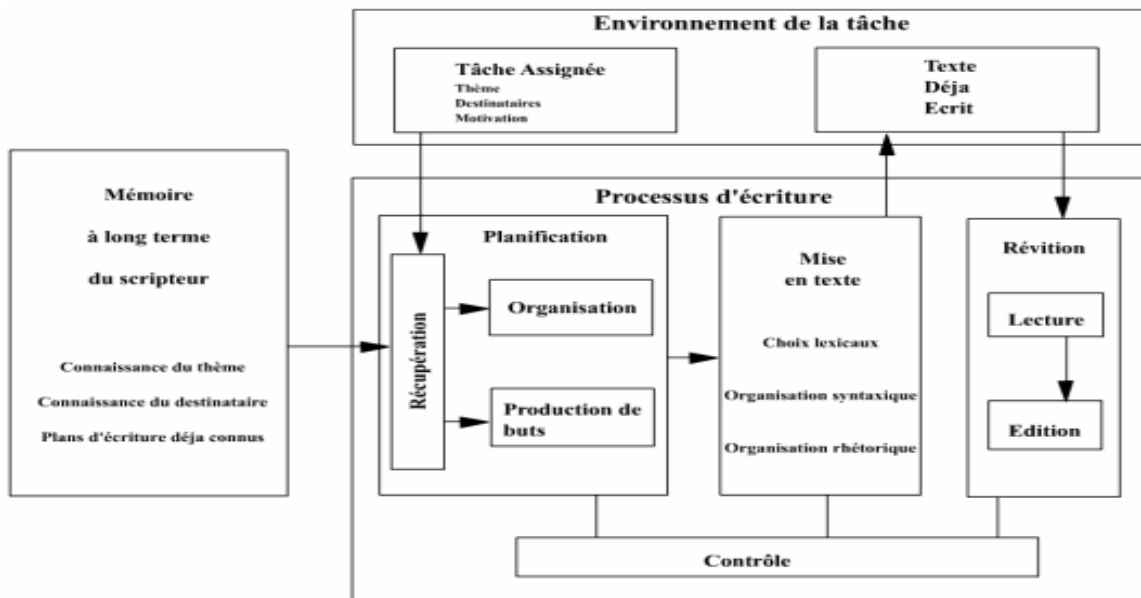 Environnement de la tâche
Tâche Assignée
Thème
Destinataires
Motivation
Texte
Déja
Ecrit
Mémoire
à long terme
du scripteur
Connaissance du thème
Connaissance du destinataire
Plans d'écriture déja connus
Processus d'écriture
Planification
Récupération
Organisation
Production de
buts
Mise
en texte
Choix lexicaux
Organisation syntaxique
Organisation rhétorique
Révition
Lecture
Edition
Contrôle